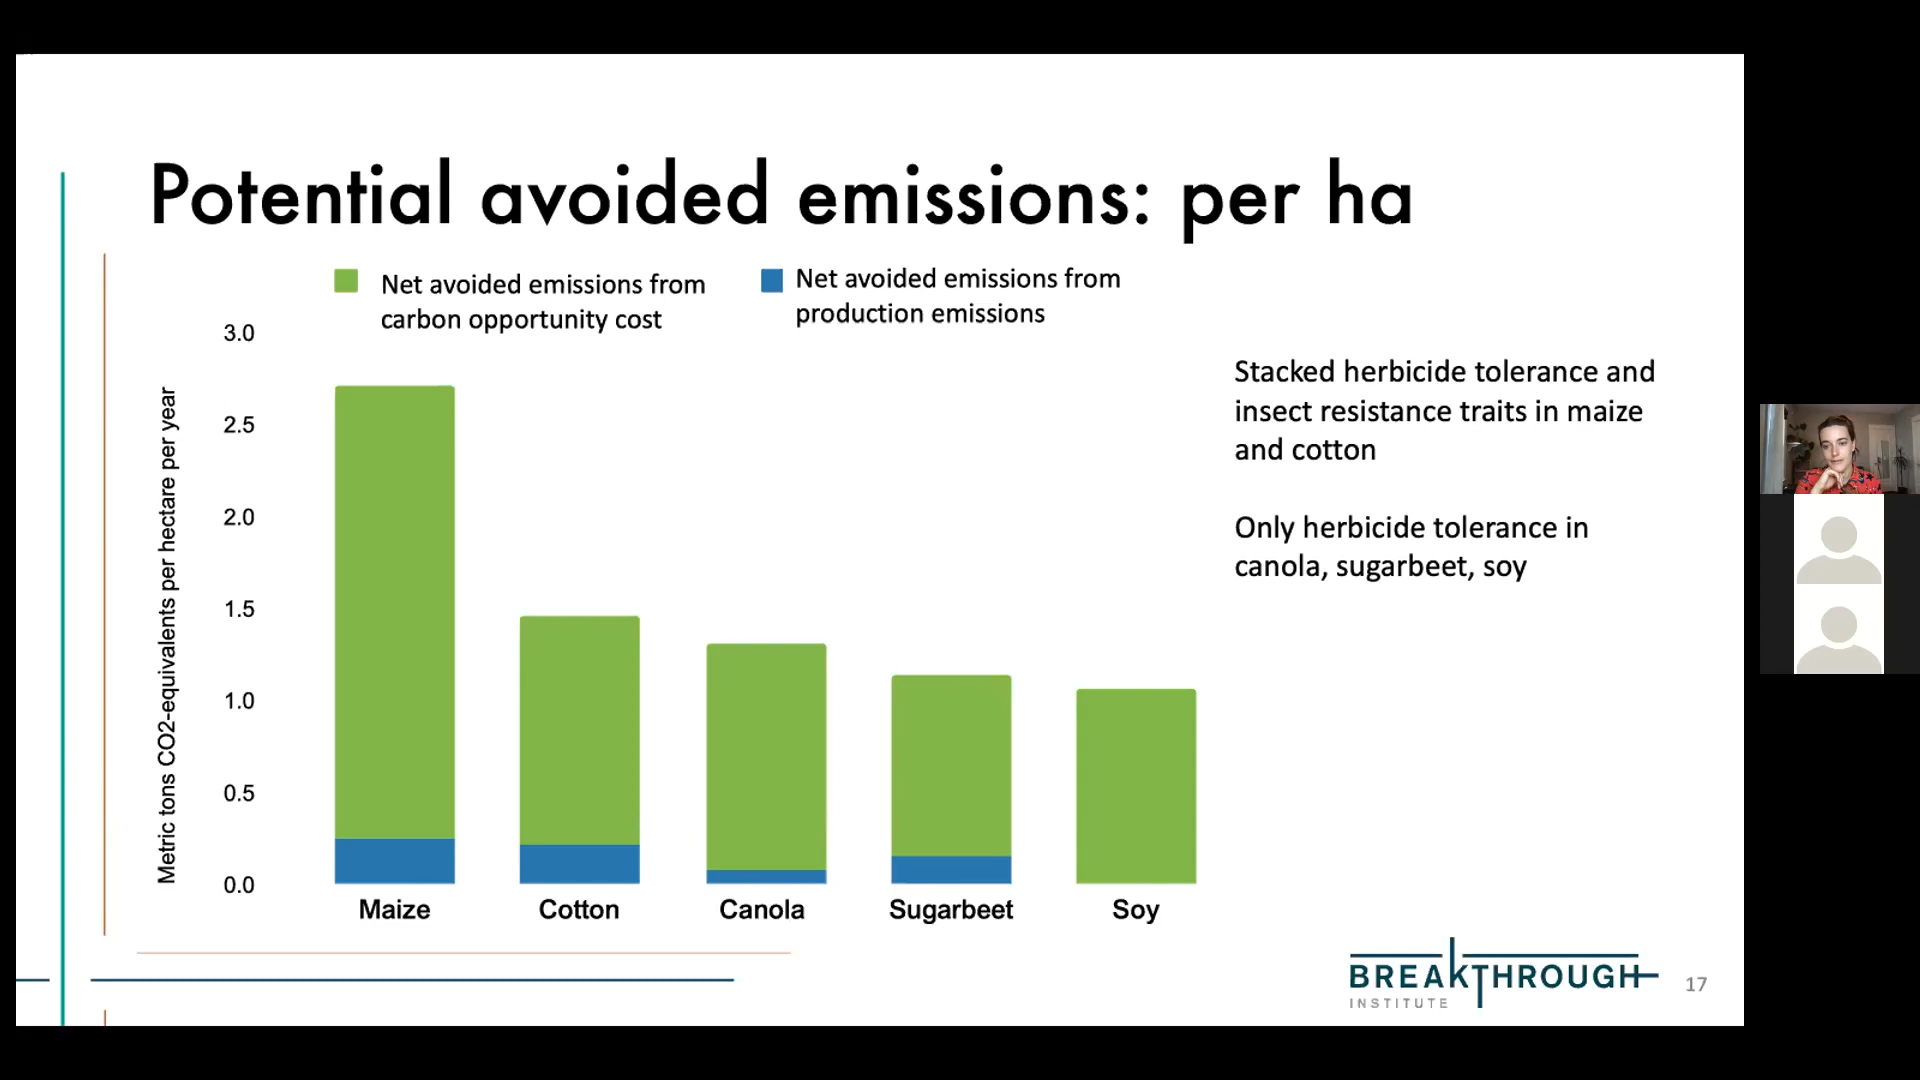 Potential avoided emissions: per ha
Net avoided emissions from
carbon opportunity cost
Net avoided emissions from
production emissions
Metric tons CO2-equivalents per hectare per year
3.0
2.5
2.0
1.5
1.0
0.5
0.0
Maize
Cotton
Canola
Sugarbeet
Soy
Stacked herbicide tolerance and
insect resistance traits in maize
and cotton
Only herbicide tolerance in
canola, sugarbeet, soy
BREAKTHROUGH
INSTITUTE
17